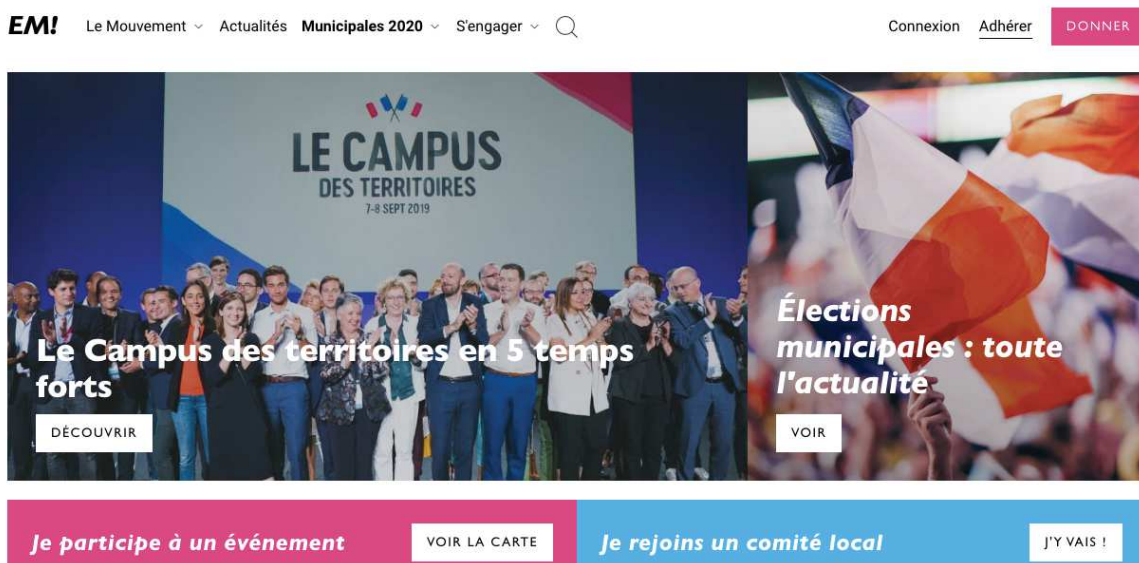 EM! Le Mouvement Actualités Municipales 2020 S'engager Connexion Adhérer DONNER
LE CAMPUS
DES TERRITOIRES
7-8 SEPT 2019
Le Campus des territoires en 5 temps
forts
DÉCOUVRIR
Élections
municipales : toute
l'actualité
VOIR
Je participe à un événement
VOIR LA CARTE
Je rejoins un comité local
J'Y VAIS !